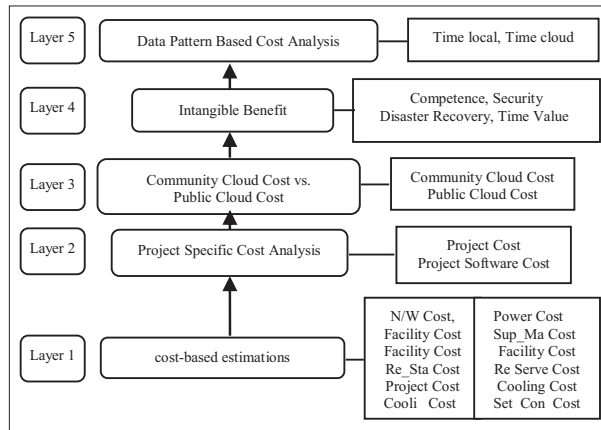 Layer 5
Data Pattern Based Cost Analysis
Time local, Time cloud
Layer 4
Intangible Benefit
Competence, Security
Disaster Recovery, Time Value
Layer 3
Community Cloud Cost vs.
Public Cloud Cost
Community Cloud Cost
Public Cloud Cost
Layer 2
Project Specific Cost Analysis
Project Cost
Project Software Cost
Layer 1
cost-based estimations
N/W Cost,
Facility Cost
Facility Cost
Re_Sta Cost
Project Cost
Cooli Cost
Power Cost
Sup_Ma Cost
Facility Cost
Re Serve Cost
Cooling Cost
Set Con Cost